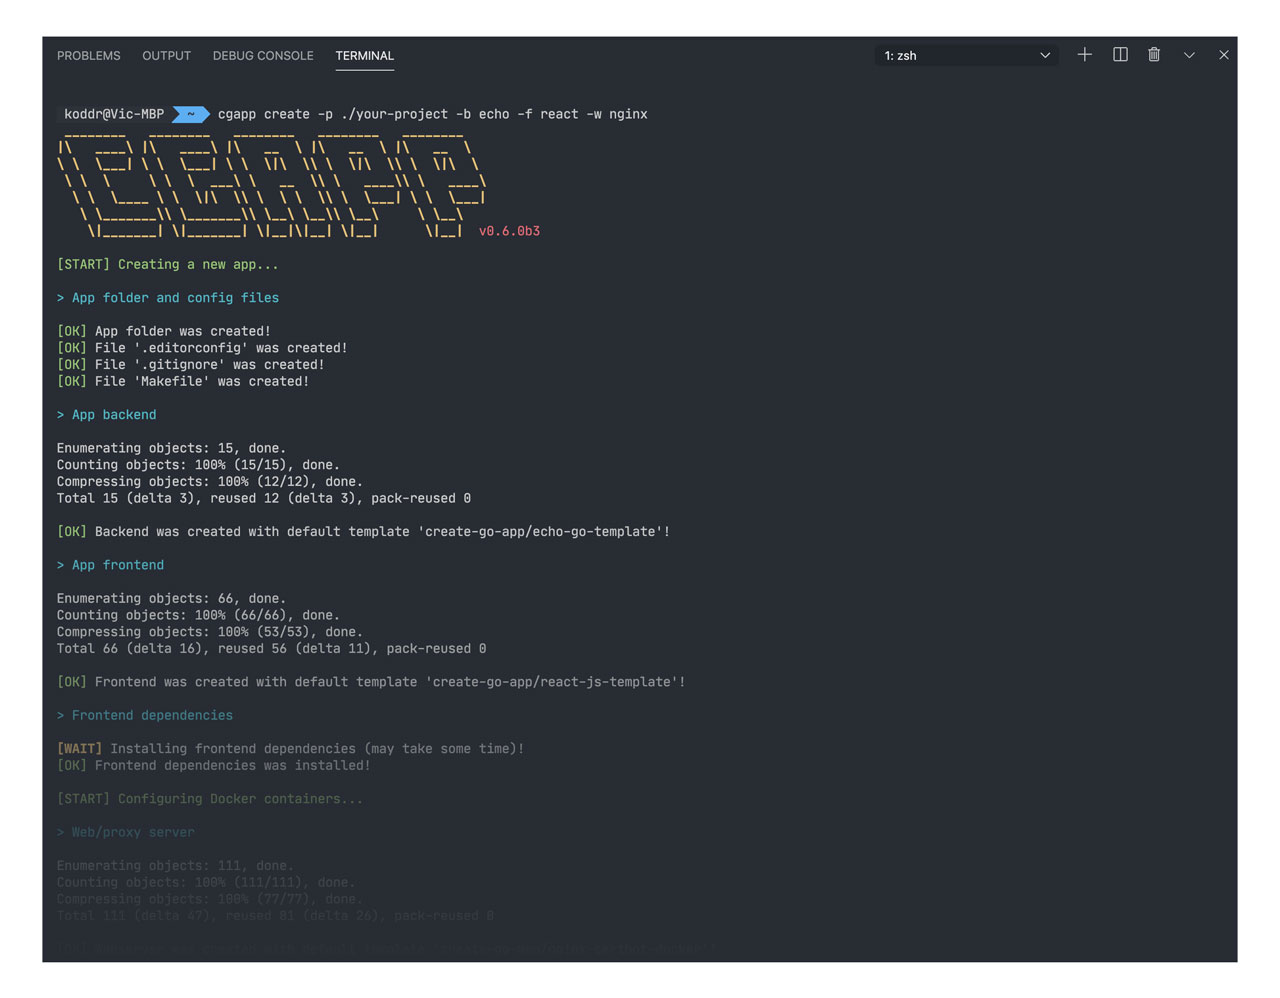 PROBLEMS OUTPUT DEBUG CONSOLE TERMINAL 1: zsh
koddr@Vic-MBP ~ cgapp create -p ./your-project -b echo -f react -w nginx
CGAPP
v0.6.0b3
[START] Creating a new app...
> App folder and config files
[OK] App folder was created!
[OK] File '.editorconfig' was created!
[OK] File '.gitignore' was created!
[OK] File 'Makefile' was created!
> App backend
Enumerating objects: 15, done.
Counting objects: 100% (15/15), done.
Compressing objects: 100% (12/12), done.
Total 15 (delta 3), reused 12 (delta 3), pack-reused 0
[OK] Backend was created with default template 'create-go-app/echo-go-template'!
> App frontend
Enumerating objects: 66, done.
Counting objects: 100% (66/66), done.
Compressing objects: 100% (53/53), done.
Total 66 (delta 16), reused 56 (delta 11), pack-reused 0
[OK] Frontend was created with default template 'create-go-app/react-js-template'!
> Frontend dependencies
[WAIT] Installing frontend dependencies (may take some time)!
[OK] Frontend dependencies was installed!
[START] Configuring Docker containers...
> Web/proxy server
Enumerating objects: 111, done.
Counting objects: 100% (111/111), done.
Compressing objects: 100% (77/77), done.
Total 111 (delta 47), reused 81 (delta 26), pack-reused 0
was created with default template